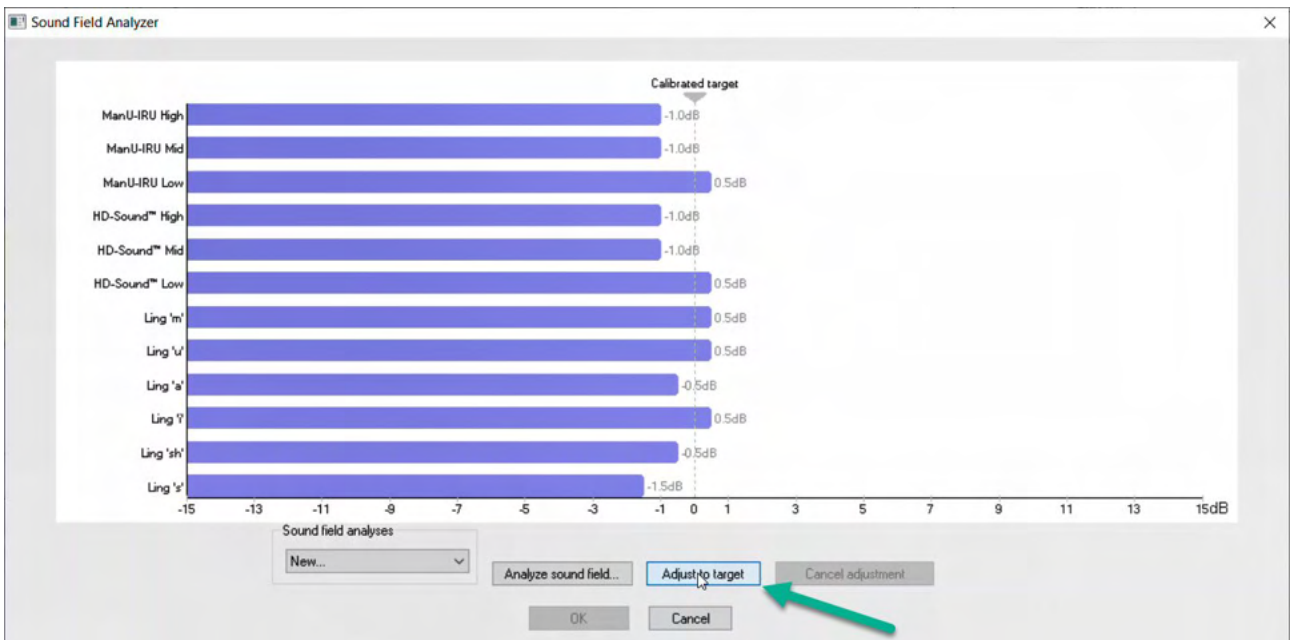 Sound Field Analyzer
Calibrated target
ManU-IRU High -1.0dB
ManU-IRU Mid -1.0dB
ManU-IRU Low 0.5dB
HD-Sound™ High -1.0dB
HD-Sound™ Mid -1.0dB
HD-Sound™ Low 0.5dB
Ling 'm' 0.5dB
Ling 'u' 0.5dB
Ling 'a' -0.5dB
Ling 'i' 0.5dB
Ling 'sh' -0.5dB
Ling 's' -1.5dB
-15 -13 -11 -9 -7 -5 -3 -1 0 1 3 5 7 9 11 13 15dB
Sound field analyses
New... Analyze sound field... Adjust to target Cancel adjustment
OK Cancel